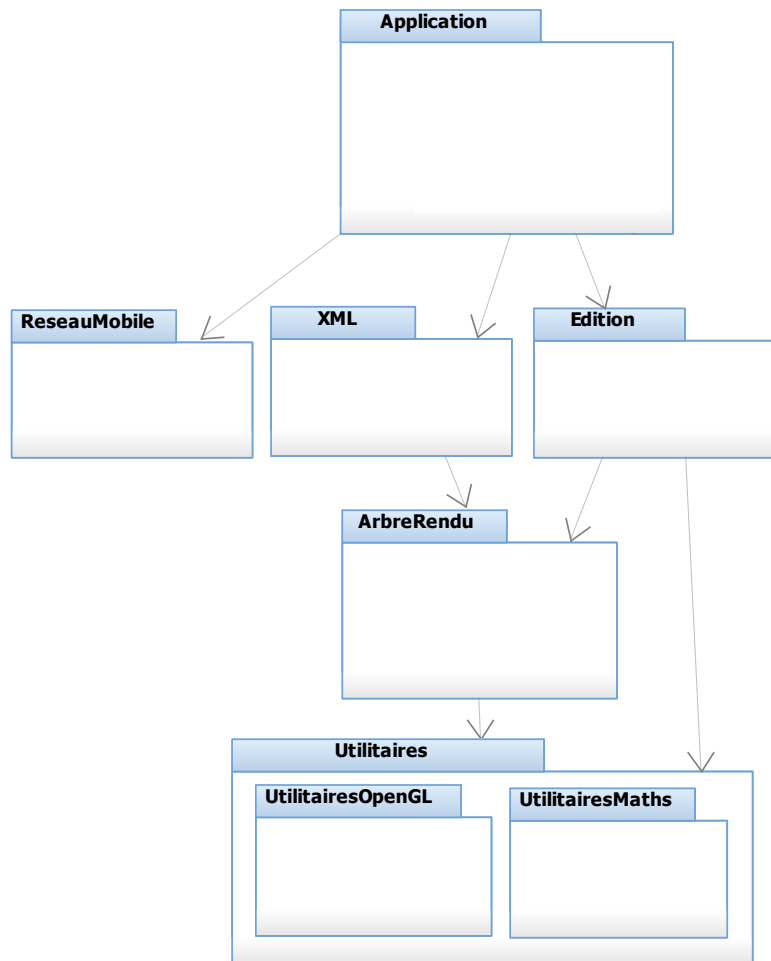 Application
ReseauMobile
XML
Edition
ArbreRendu
Utilitaires
UtilitairesOpenGL
UtilitairesMaths